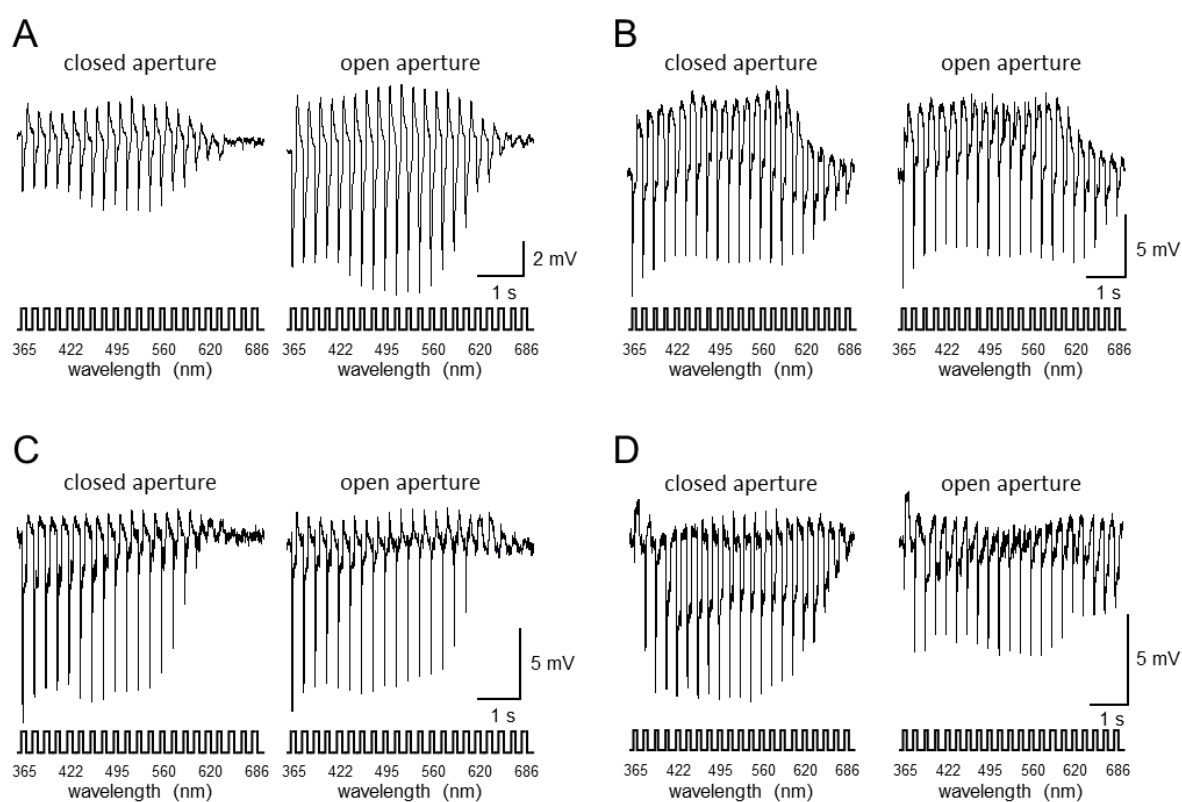 A
closed aperture
open aperture
2 mV
1 s
365 422 495 560 620 686
wavelength (nm)
365 422 495 560 620 686
wavelength (nm)
B
closed aperture
open aperture
5 mV
1 s
365 422 495 560 620 686
wavelength (nm)
365 422 495 560 620 686
wavelength (nm)
C
closed aperture
open aperture
5 mV
1 s
365 422 495 560 620 686
wavelength (nm)
365 422 495 560 620 686
wavelength (nm)
D
closed aperture
open aperture
5 mV
1 s
365 422 495 560 620 686
wavelength (nm)
365 422 495 560 620 686
wavelength (nm)